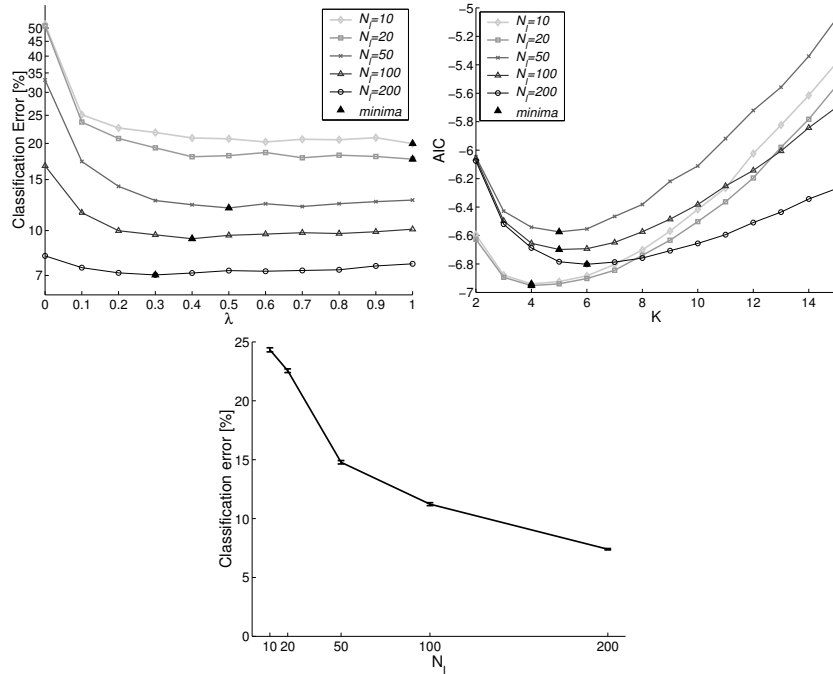 Classification Error [%]
50
45
40
35
30
25
20
15
10
7
0 0.1 0.2 0.3 0.4 0.5 0.6 0.7 0.8 0.9 1
λ
N_l=10
N_l=20
N_l=50
N_l=100
N_l=200
minima
AIC
-5
-5.2
-5.4
-5.6
-5.8
-6
-6.2
-6.4
-6.6
-6.8
-7
2 4 6 8 10 12 14
K
N_l=10
N_l=20
N_l=50
N_l=100
N_l=200
minima
Classification error [%]
25
20
15
10
5
0
10 20 50 100 200
N_l